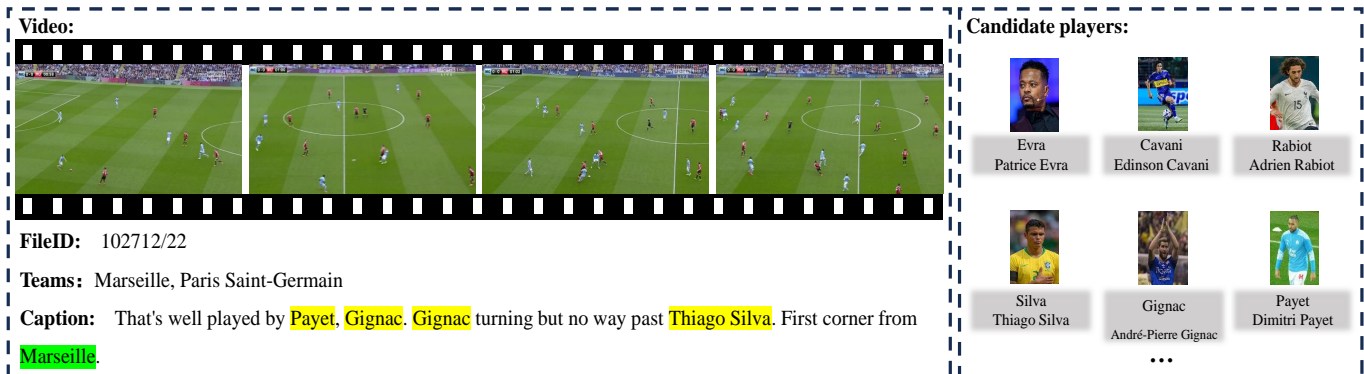 Video:
FileID: 102712/22
Teams: Marseille, Paris Saint-Germain
Caption: That's well played by Payet, Gignac. Gignac turning but no way past Thiago Silva. First corner from
Marseille.
Candidate players:
15
Evra
Patrice Evra
Cavani
Edinson Cavani
Rabiot
Adrien Rabiot
Silva
Thiago Silva
Gignac
André-Pierre Gignac
Payet
Dimitri Payet
...